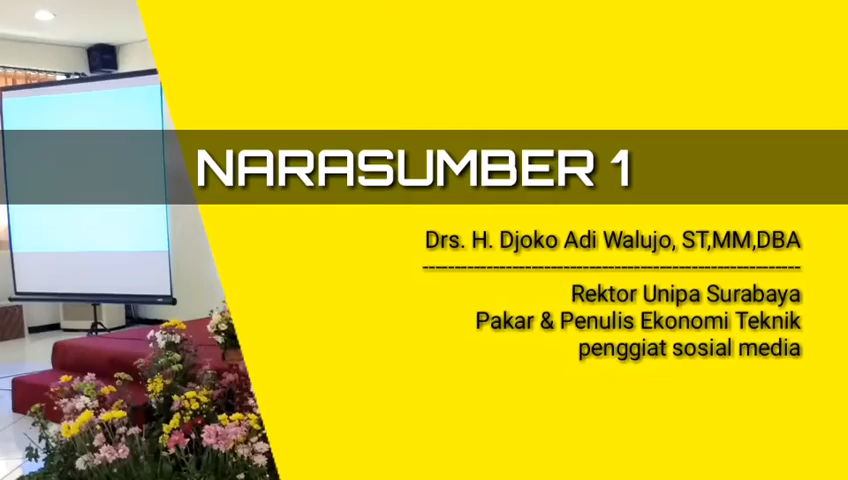 NARASUMBER 1
Drs. H. Djoko Adi Walujo, ST,MM,DBA
------------------------------------------------------------
Rektor Unipa Surabaya
Pakar & Penulis Ekonomi Teknik
penggiat sosial media